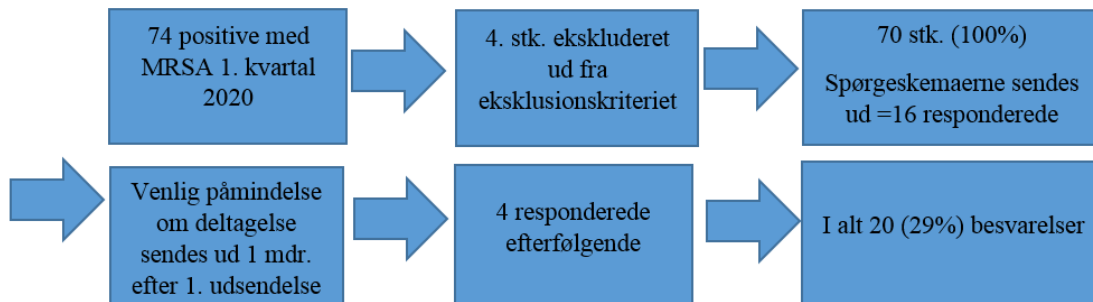 74 positive med
MRSA 1. kvartal
2020
4. stk. ekskluderet
ud fra
eksklusionskriteriet
70 stk. (100%)
Spørgeskemaerne sendes
ud =16 responderede
Venlig påmindelse
om deltagelse
sendes ud 1 mdr.
efter 1. udsendelse
4 responderede
efterfølgende
I alt 20 (29%) besvarelser